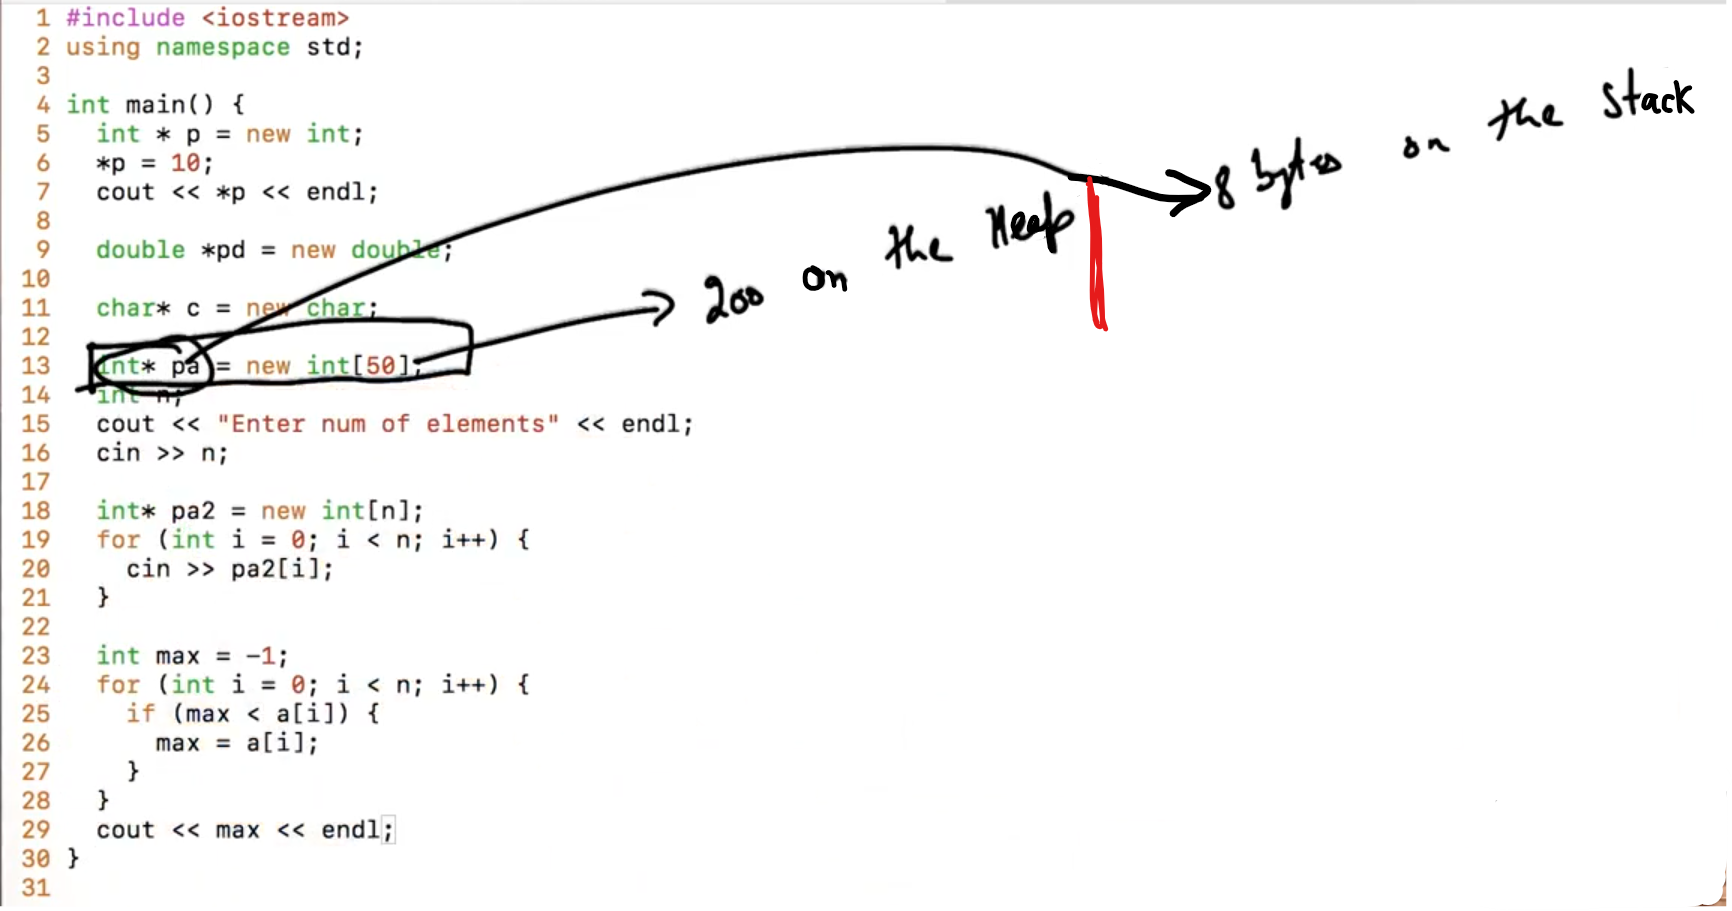 1 #include <iostream>
2 using namespace std;
3
4 int main() {
5 int * p = new int;
6 *p = 10;
7 cout << *p << endl;
8
9 double *pd = new double;
10
11 char* c = new char;
12
13 int* pa = new int[50];
14 int n;
15 cout << "Enter num of elements" << endl;
16 cin >> n;
17
18 int* pa2 = new int[n];
19 for (int i = 0; i < n; i++) {
20 cin >> pa2[i];
21 }
22
23 int max = -1;
24 for (int i = 0; i < n; i++) {
25 if (max < a[i]) {
26 max = a[i];
27 }
28 }
29 cout << max << endl;
30 }
31
8 bytes on the Stack
200 on the Heap